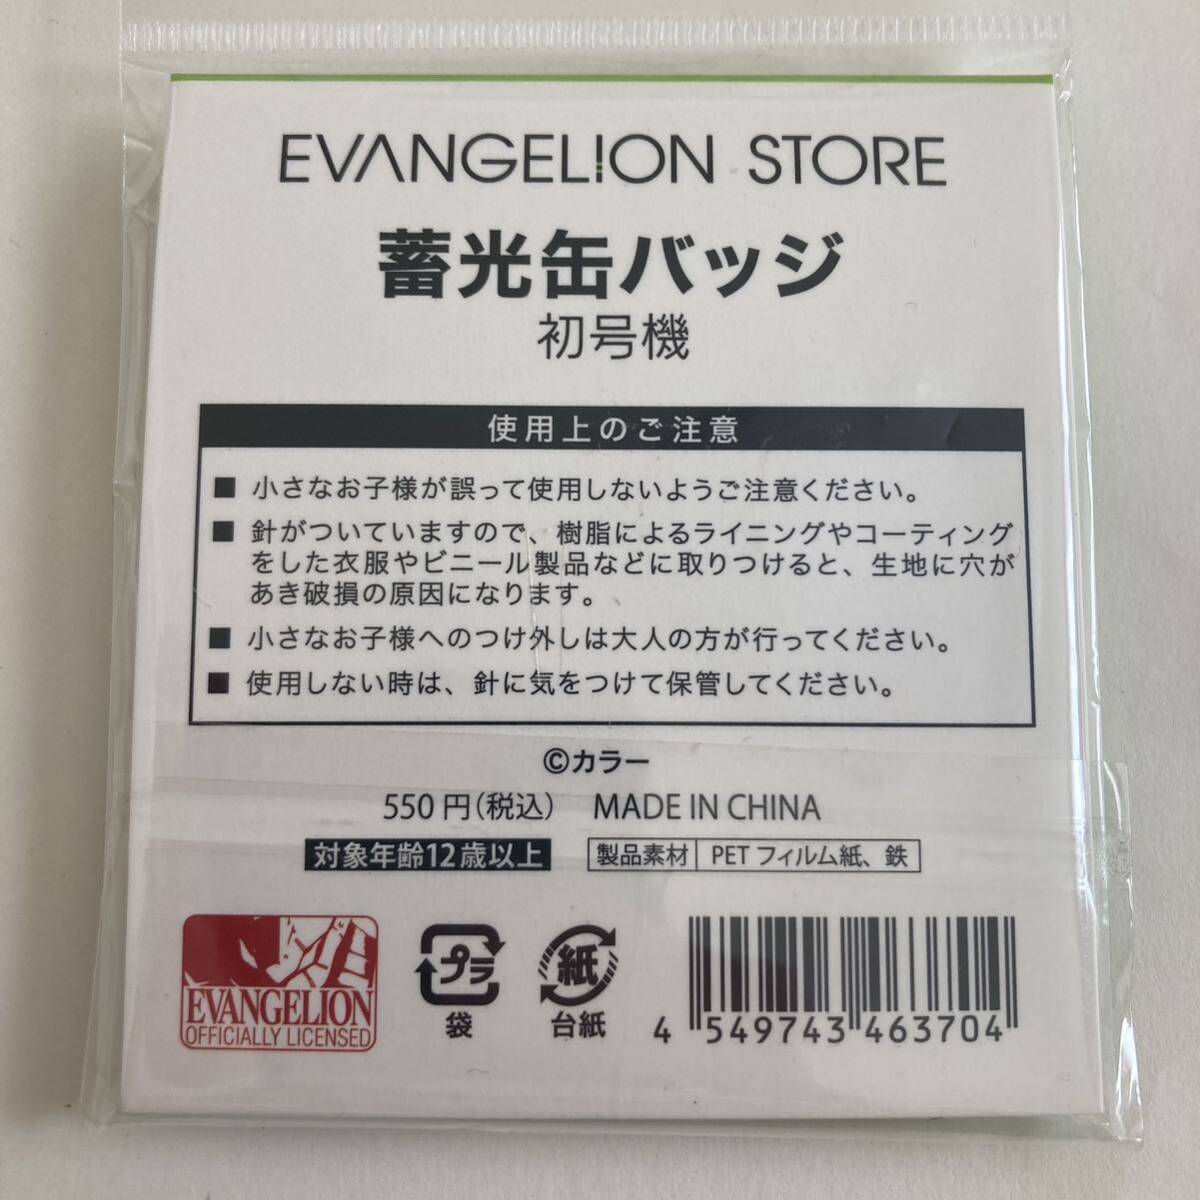 EVANGELION STORE
蓄光缶バッジ
初号機
使用上のご注意
■ 小さなお子様が誤って使用しないようご注意ください。
■ 針がついていますので、樹脂によるライニングやコーティング
をした衣服やビニール製品などに取りつけると、生地に穴が
あき破損の原因になります。
■ 小さなお子様へのつけ外しは大人の方が行ってください。
■ 使用しない時は、針に気をつけて保管してください。
©カラー
550円(税込) MADE IN CHINA
対象年齢12歳以上 製品素材 PETフィルム紙、鉄
EVANGELION
OFFICIALLY LICENSED
プラ
袋
紙
台紙
4 549743 463704